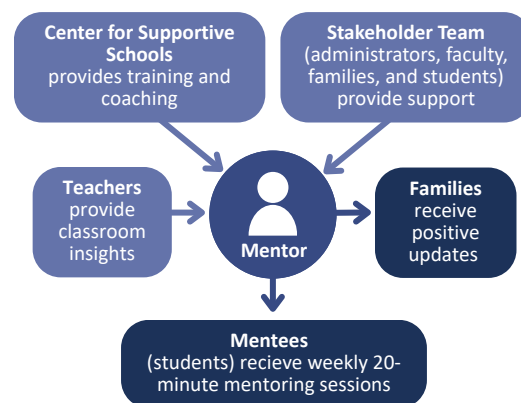 Center for Supportive
Schools
provides training and
coaching
Stakeholder Team
(administrators, faculty,
families, and students)
provide support
Teachers
provide
classroom
insights
Mentor
Families
receive
positive
updates
Mentees
(students) recieve weekly 20-
minute mentoring sessions